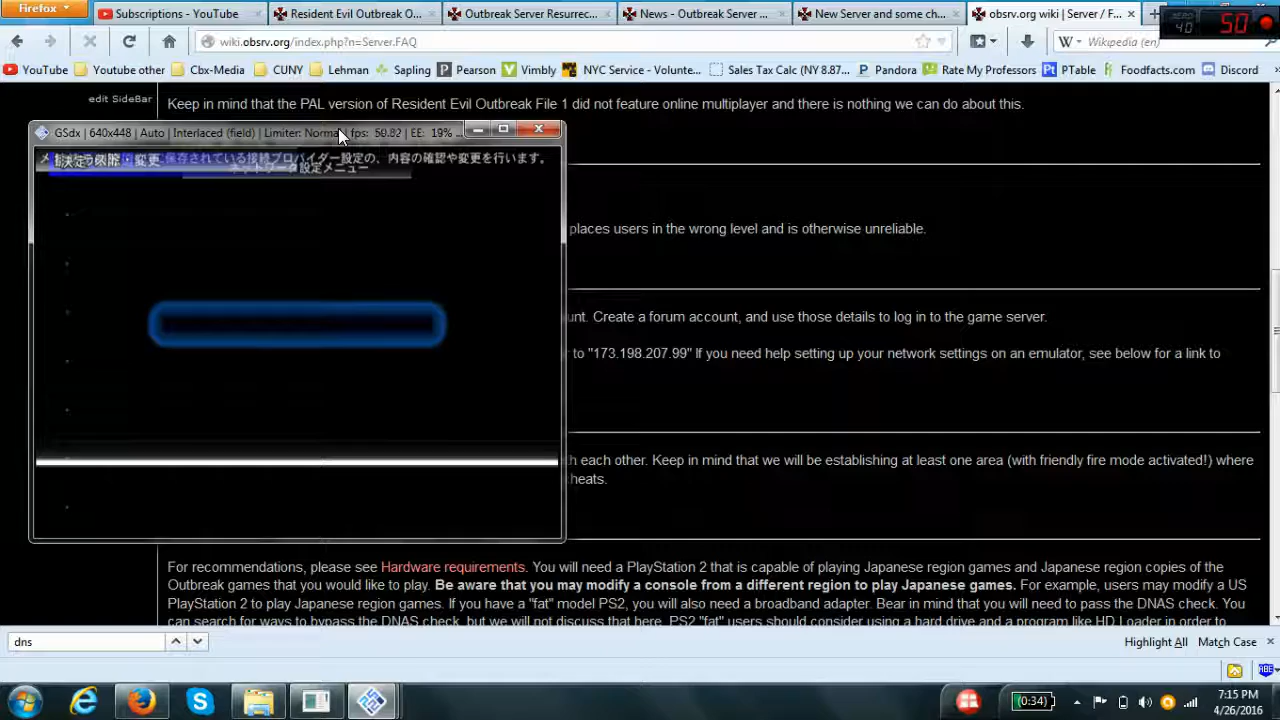 Firefox
Subscriptions - YouTube
Resident Evil Outbreak O...
Outbreak Server Resurrec...
News - Outbreak Server ...
New Server and some ch...
obsrv.org wiki | Server / F...
40
50
wiki.obsrv.org/index.php?n=Server.FAQ
Wikipedia (en)
YouTube
Youtube other
Cbx-Media
CUNY
Lehman
Sapling
Pearson
Vimbly
NYC Service - Volunte...
Sales Tax Calc (NY 8.87...
Pandora
Rate My Professors
PTable
Foodfacts.com
Discord
edit SideBar
Keep in mind that the PAL version of Resident Evil Outbreak File 1 did not feature online multiplayer and there is nothing we can do about this.
GSdx | 640x448 | Auto | Interlaced (field) | Limiter: Norma fps: 50.82 | EE: 19% ...
に保存されている接続プロバイダー設定の、内容の確認や変更を行います。
ネットワーク設定メニュー
places users in the wrong level and is otherwise unreliable.
unt. Create a forum account, and use those details to log in to the game server.
to "173.198.207.99" If you need help setting up your network settings on an emulator, see below for a link to
h each other. Keep in mind that we will be establishing at least one area (with friendly fire mode activated!) where
cheats.
For recommendations, please see Hardware requirements. You will need a PlayStation 2 that is capable of playing Japanese region games and Japanese region copies of the
Outbreak games that you would like to play. Be aware that you may modify a console from a different region to play Japanese games. For example, users may modify a US
PlayStation 2 to play Japanese region games. If you have a "fat" model PS2, you will also need a broadband adapter. Bear in mind that you will need to pass the DNAS check. You
can search for ways to bypass the DNAS check, but we will not discuss that here. PS2 "fat" users should consider using a hard drive and a program like HD Loader in order to
dns
Highlight All
Match Case
(0:34)
7:15 PM
4/26/2016